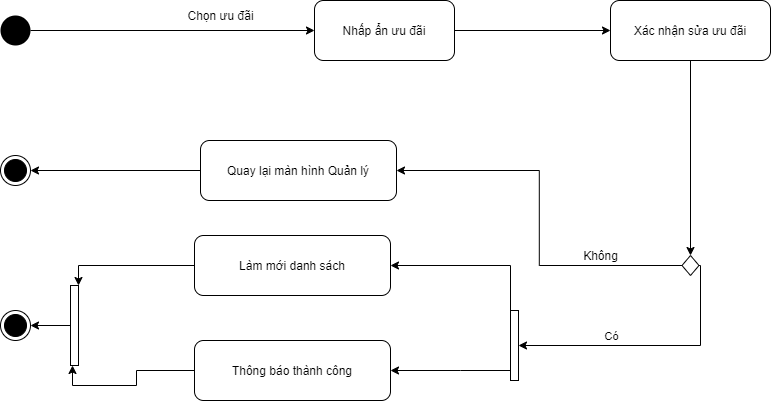 Chọn ưu đãi
Nhấp ẩn ưu đãi
Xác nhận sửa ưu đãi
Quay lại màn hình Quản lý
Không
Làm mới danh sách
Có
Thông báo thành công